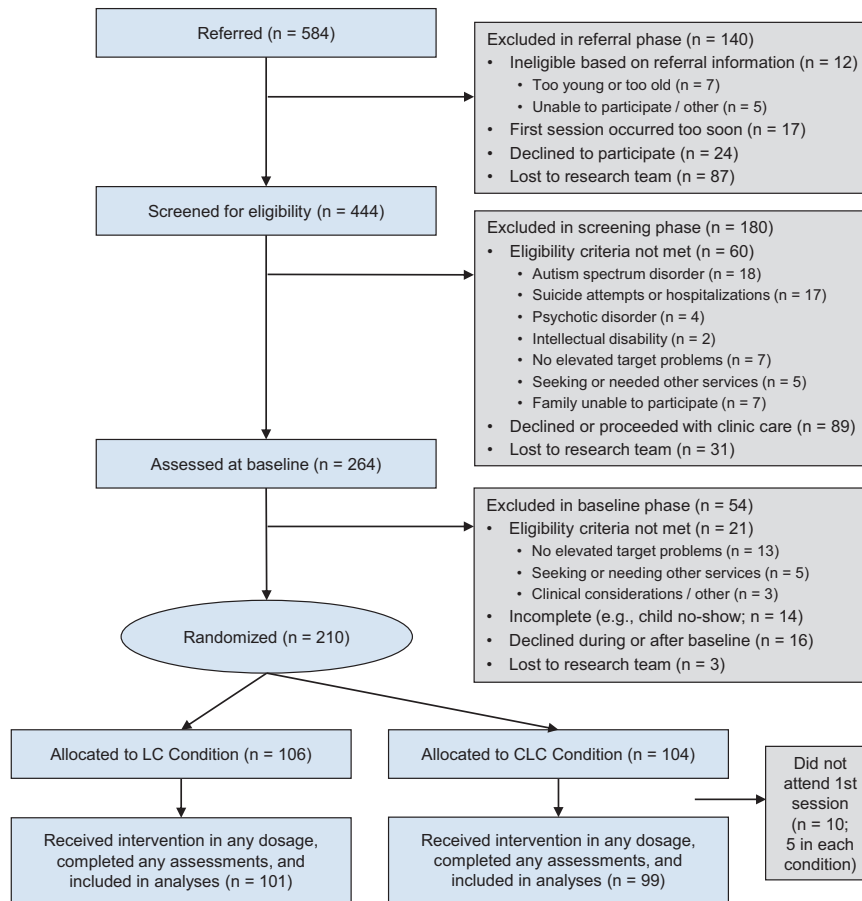 Referred (n = 584)
Excluded in referral phase (n = 140)
• Ineligible based on referral information (n = 12)
• Too young or too old (n = 7)
• Unable to participate / other (n = 5)
• First session occurred too soon (n = 17)
• Declined to participate (n = 24)
• Lost to research team (n = 87)
Screened for eligibility (n = 444)
Excluded in screening phase (n = 180)
• Eligibility criteria not met (n = 60)
• Autism spectrum disorder (n = 18)
• Suicide attempts or hospitalizations (n = 17)
• Psychotic disorder (n = 4)
• Intellectual disability (n = 2)
• No elevated target problems (n = 7)
• Seeking or needed other services (n = 5)
• Family unable to participate (n = 7)
• Declined or proceeded with clinic care (n = 89)
• Lost to research team (n = 31)
Assessed at baseline (n = 264)
Excluded in baseline phase (n = 54)
• Eligibility criteria not met (n = 21)
• No elevated target problems (n = 13)
• Seeking or needing other services (n = 5)
• Clinical considerations / other (n = 3)
• Incomplete (e.g., child no-show; n = 14)
• Declined during or after baseline (n = 16)
• Lost to research team (n = 3)
Randomized (n = 210)
Allocated to LC Condition (n = 106)
Allocated to CLC Condition (n = 104)
Did not
attend 1st
session
(n = 10;
5 in each
condition)
Received intervention in any dosage,
completed any assessments, and
included in analyses (n = 101)
Received intervention in any dosage,
completed any assessments, and
included in analyses (n = 99)